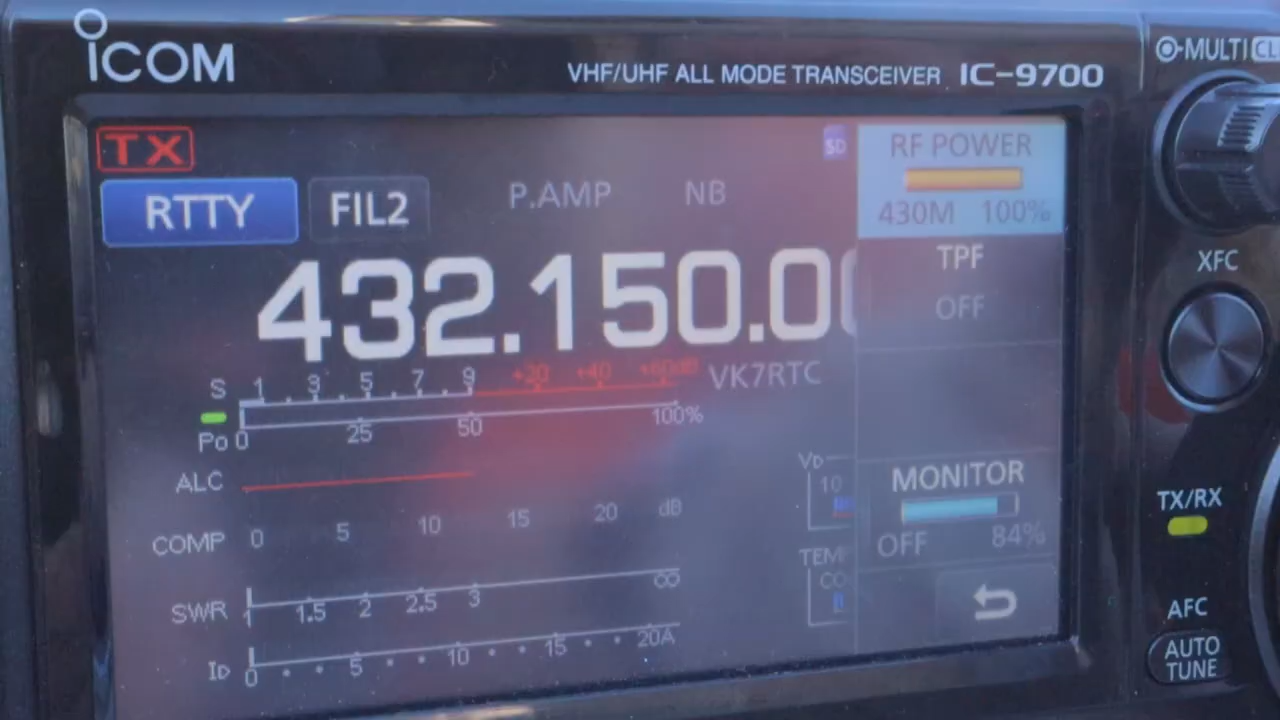 iCOM
VHF/UHF ALL MODE TRANSCEIVER IC-9700
MULTI
TX
SD
RF POWER
430M 100%
RTTY FIL2 P.AMP NB
TPF
OFF
XFC
432.150.0
S 1 3 5 7 9 +20 +40 +60dB VK7RTC
Po 0 25 50 100%
ALC
COMP 0 5 10 15 20 dB
VD
10
MONITOR
OFF 84%
TX/RX
SWR 1 1.5 2 2.5 3 ∞
ID 0 5 10 15 20A
AFC
AUTO
TUNE